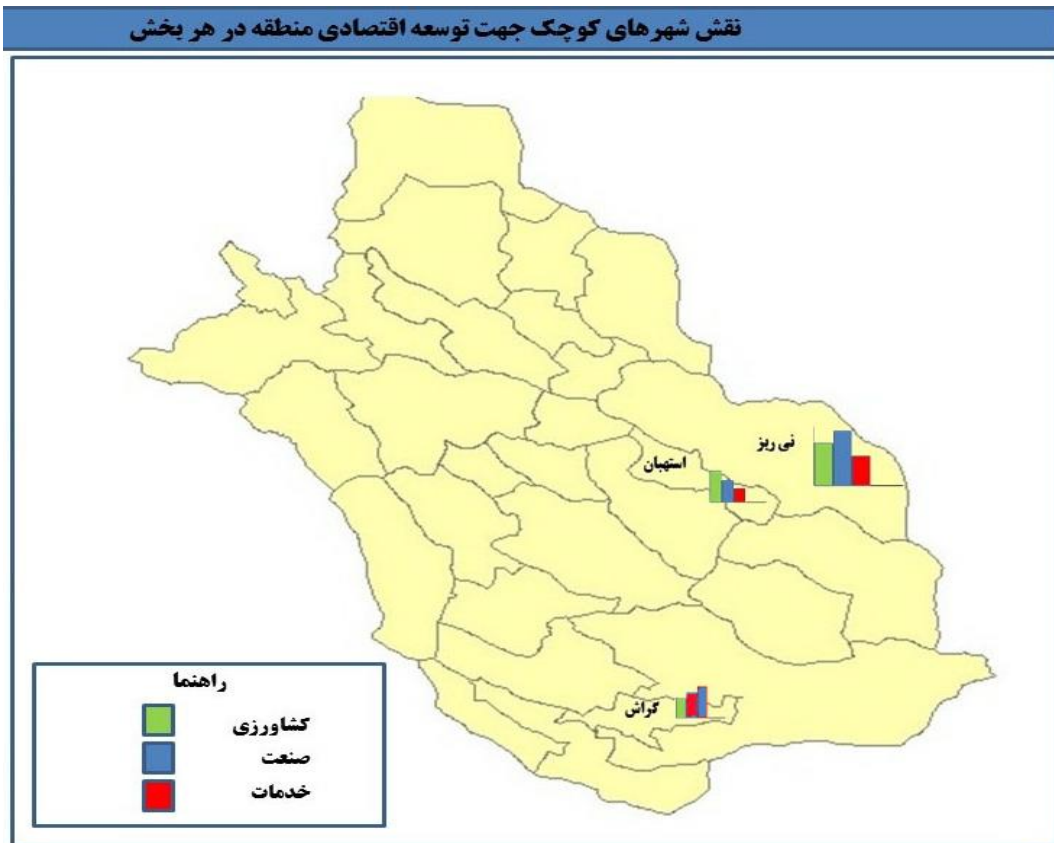 نقش شهرهای کوچک جهت توسعه اقتصادی منطقه در هر بخش
نی ریز
استهبان
گراش
راهنما
کشاورزی
صنعت
خدمات